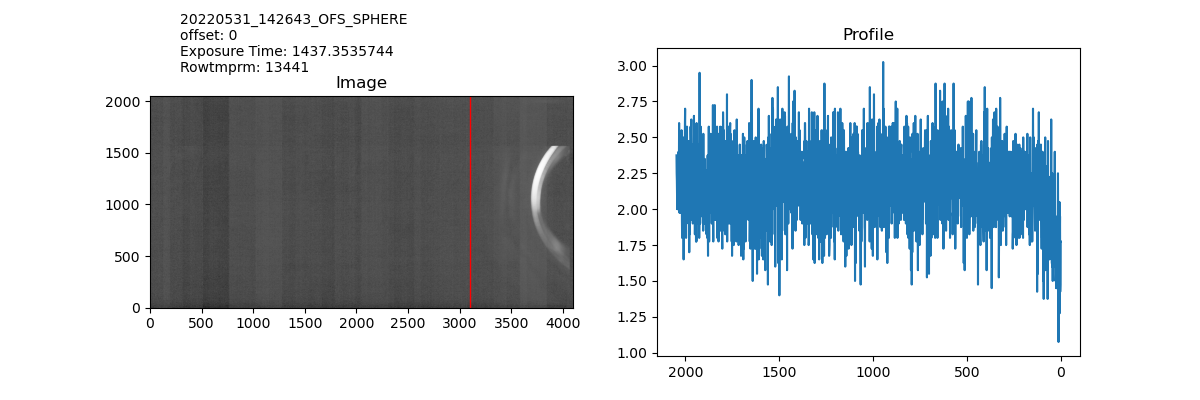 20220531_142643_OFS_SPHERE
offset: 0
Exposure Time: 1437.3535744
Rowtmprm: 13441
Image
2000
1500
1000
500
0
0 500 1000 1500 2000 2500 3000 3500 4000
Profile
3.00
2.75
2.50
2.25
2.00
1.75
1.50
1.25
1.00
2000 1500 1000 500 0